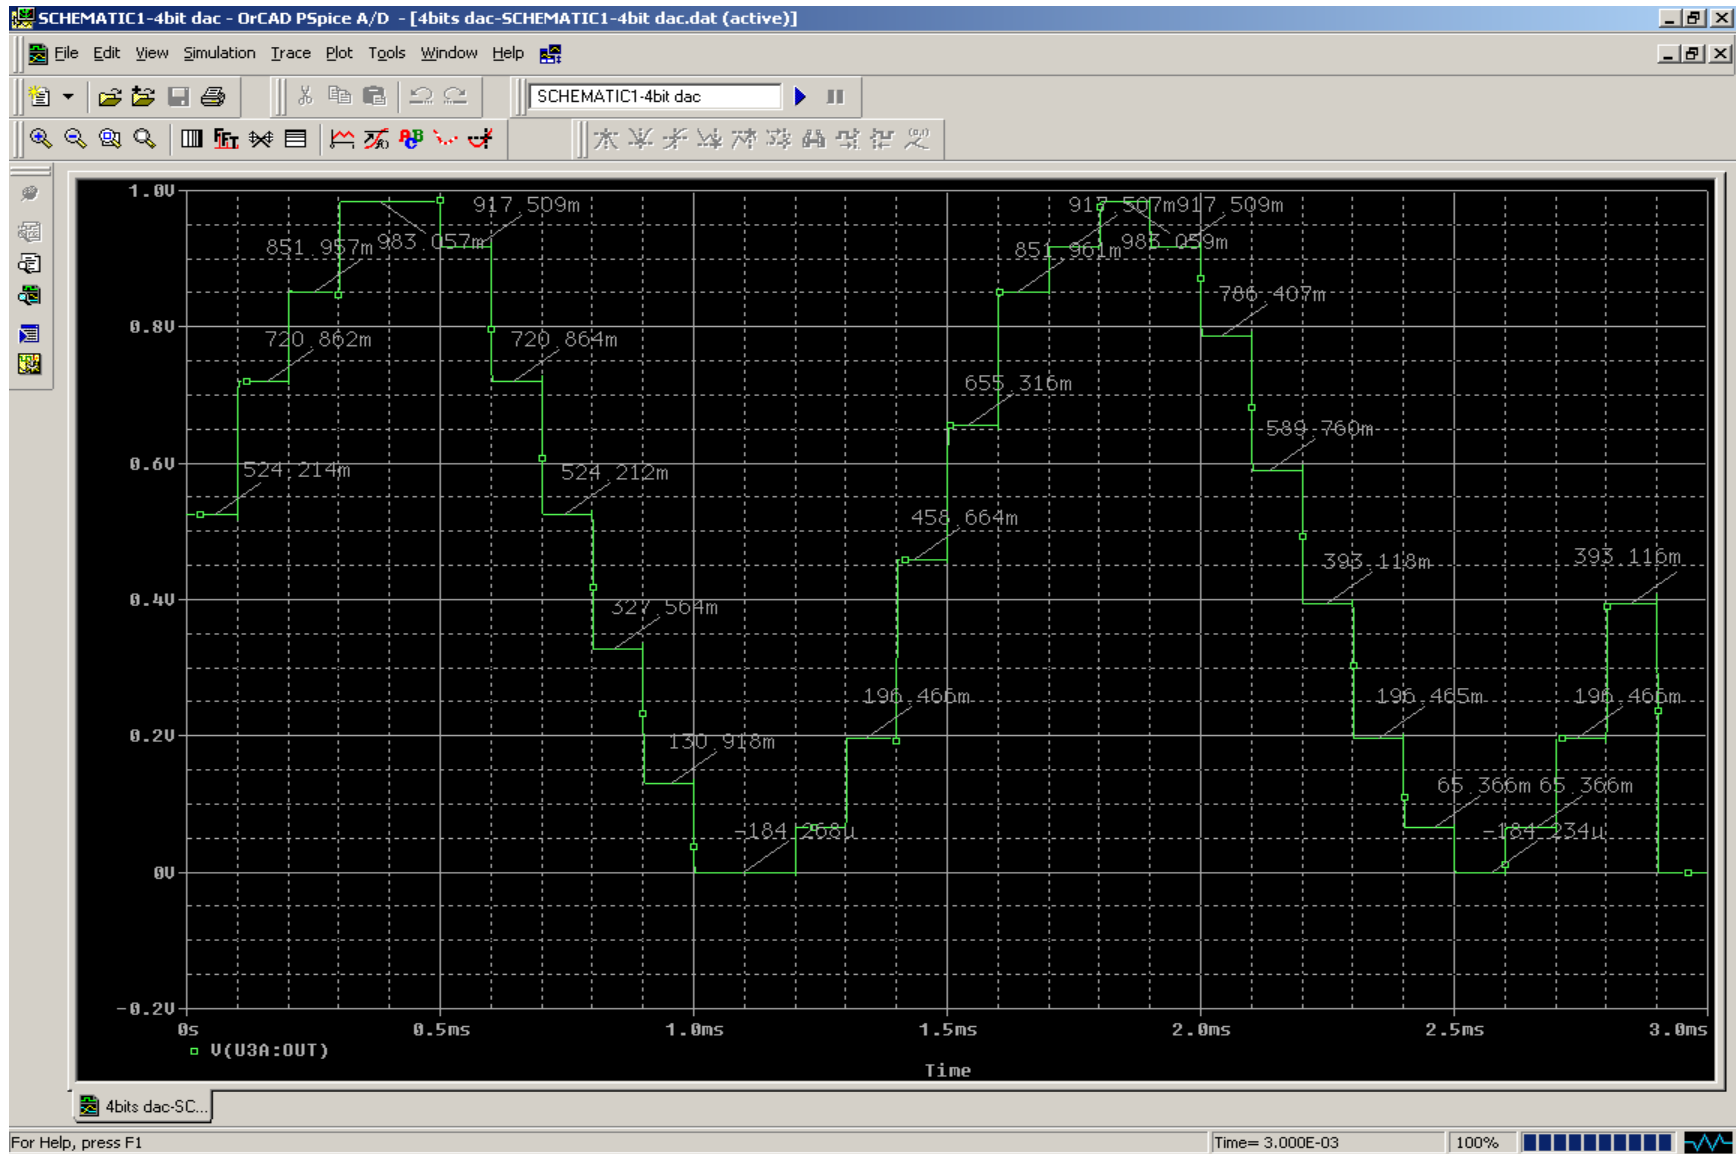 SCHEMATIC1-4bit dac - OrCAD PSpice A/D - [4bits dac-SCHEMATIC1-4bit dac.dat (active)]
File Edit View Simulation Trace Plot Tools Window Help
SCHEMATIC1-4bit dac
1.0V
917.509m
917.507m 917.509m
851.957m 983.057m
851.961m 983.059m
786.407m
0.8V
720.862m
720.864m
655.316m
589.760m
0.6V
524.214m
524.212m
458.664m
393.118m
393.116m
0.4V
327.564m
196.466m
196.465m
196.466m
0.2V
130.918m
65.366m 65.366m
-184.268u
-184.234u
0V
-0.2V
0s 0.5ms 1.0ms 1.5ms 2.0ms 2.5ms 3.0ms
V(U3A:OUT)
Time
4bits dac-SC...
For Help, press F1
Time= 3.000E-03
100%